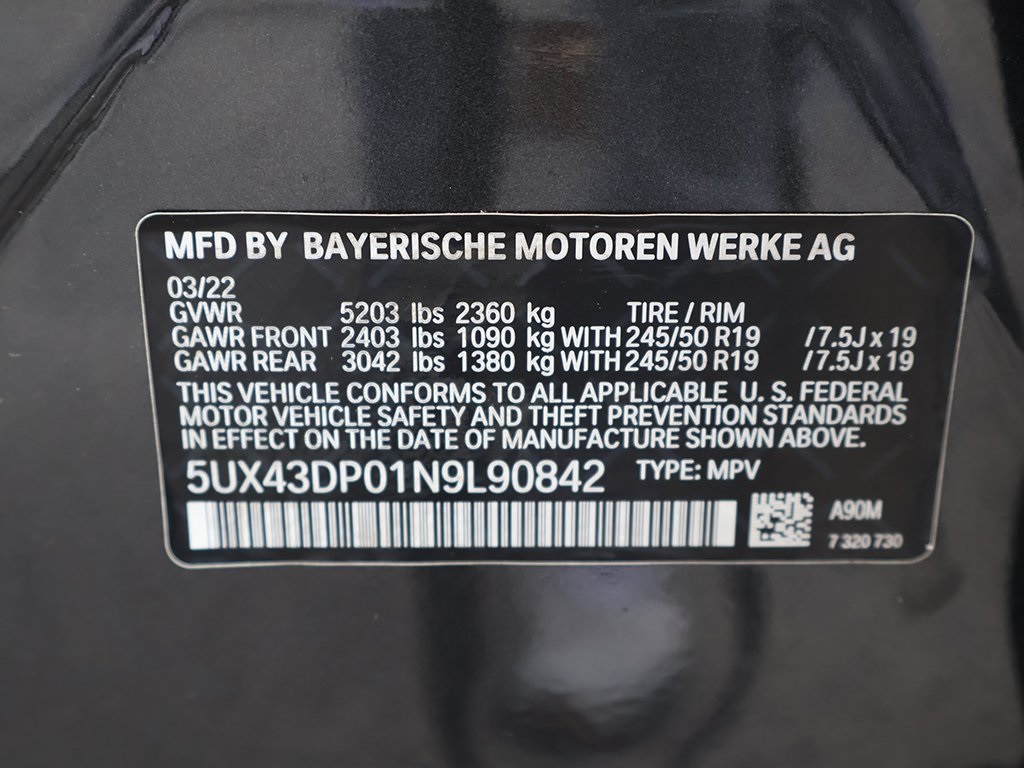 MFD BY BAYERISCHE MOTOREN WERKE AG
03/22
GVWR 5203 lbs 2360 kg TIRE / RIM
GAWR FRONT 2403 lbs 1090 kg WITH 245/50 R19 /7.5J x 19
GAWR REAR 3042 lbs 1380 kg WITH 245/50 R19 /7.5J x 19
THIS VEHICLE CONFORMS TO ALL APPLICABLE U. S. FEDERAL
MOTOR VEHICLE SAFETY AND THEFT PREVENTION STANDARDS
IN EFFECT ON THE DATE OF MANUFACTURE SHOWN ABOVE.
5UX43DP01N9L90842 TYPE: MPV
A90M
7 320 730